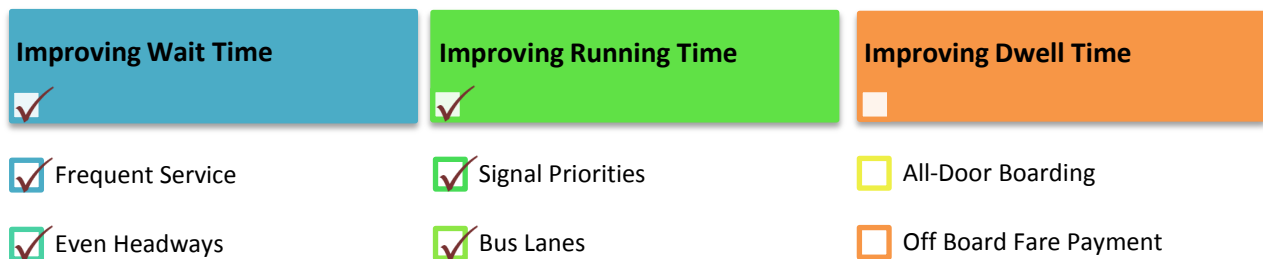 Improving Wait Time
Improving Running Time
Improving Dwell Time
Frequent Service
Signal Priorities
All-Door Boarding
Even Headways
Bus Lanes
Off Board Fare Payment